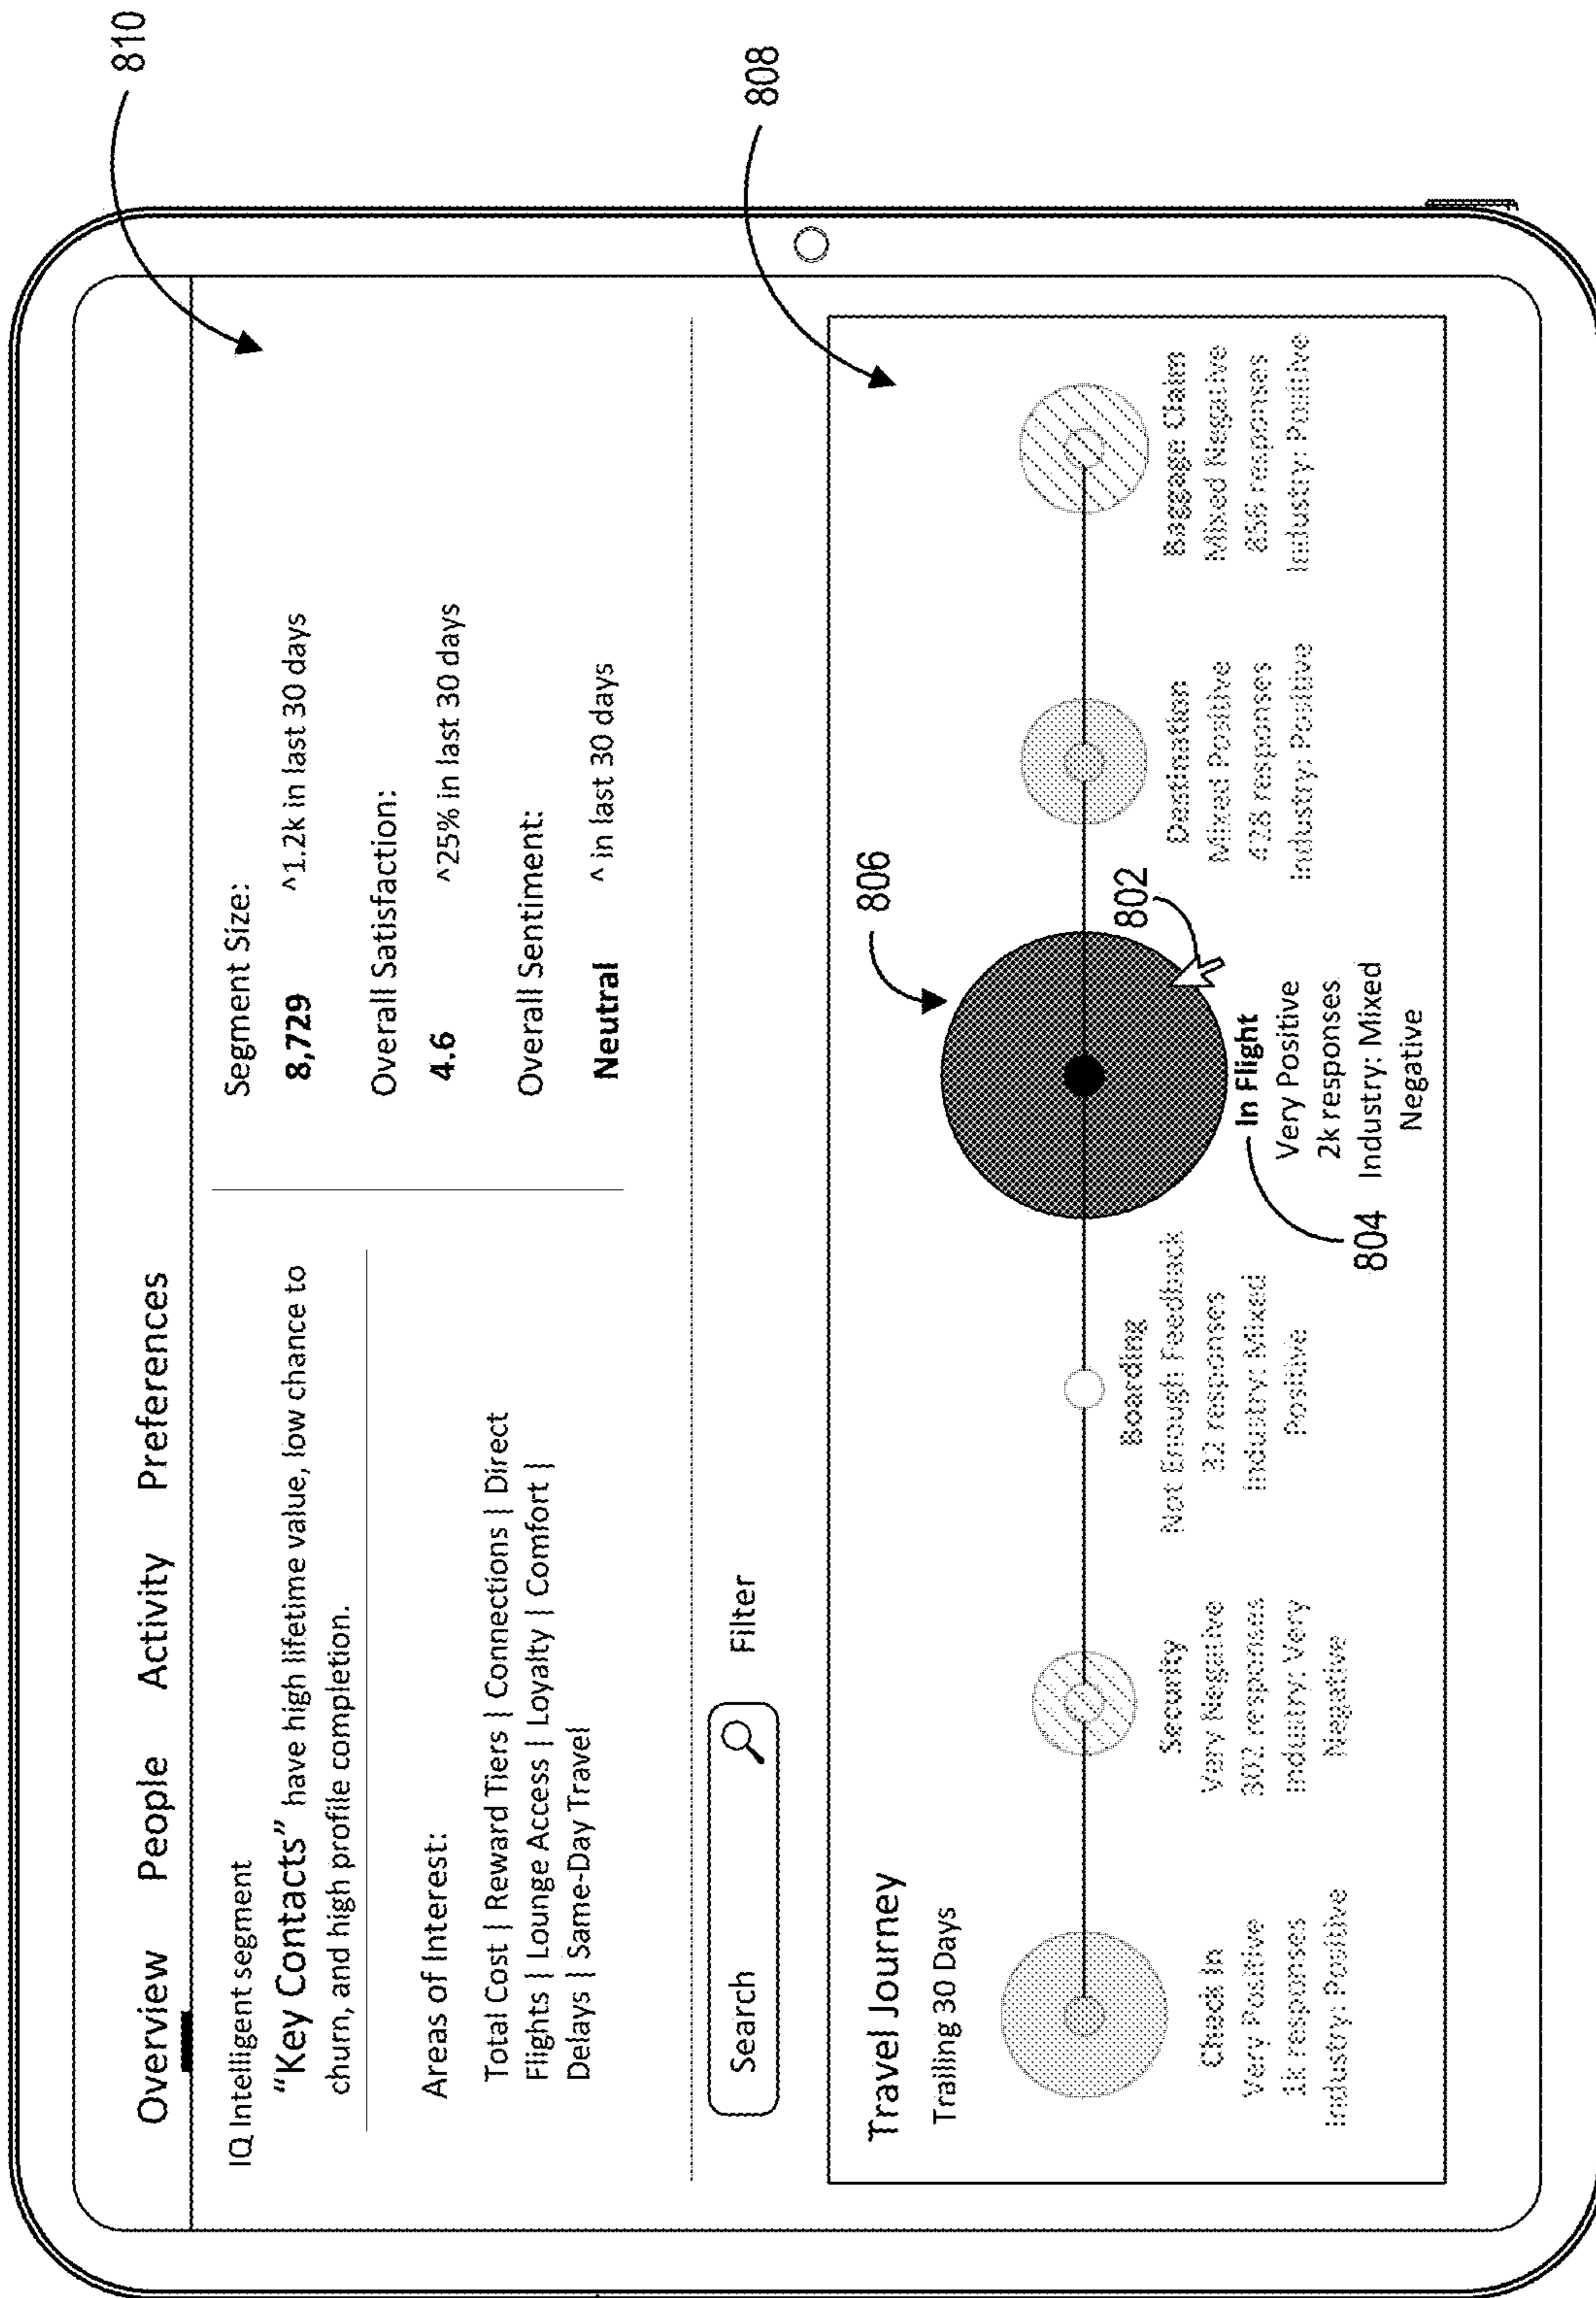 810
Overview People Activity Preferences
IQ Intelligent segment
“Key Contacts” have high lifetime value, low chance to
churn, and high profile completion.
Areas of Interest:
Total Cost | Reward Tiers | Connections | Direct
Flights | Lounge Access | Loyalty | Comfort |
Delays | Same-Day Travel
Segment Size:
8,729 ^1.2k in last 30 days
Overall Satisfaction:
4.6 ^25% in last 30 days
Overall Sentiment:
Neutral ^ in last 30 days
Search Filter
808
Travel Journey
Trailing 30 Days
806
802
Check In
Very Positive
1k responses
Industry: Positive
Security
Very Negative
302 responses
Industry: Very
Negative
Boarding
Not Enough Feedback
32 responses
Industry: Mixed
Positive
804
In Flight
Very Positive
2k responses
Industry: Mixed
Negative
Destination
Mixed Positive
428 responses
Industry: Positive
Baggage Claim
Mixed Negative
856 responses
Industry: Positive